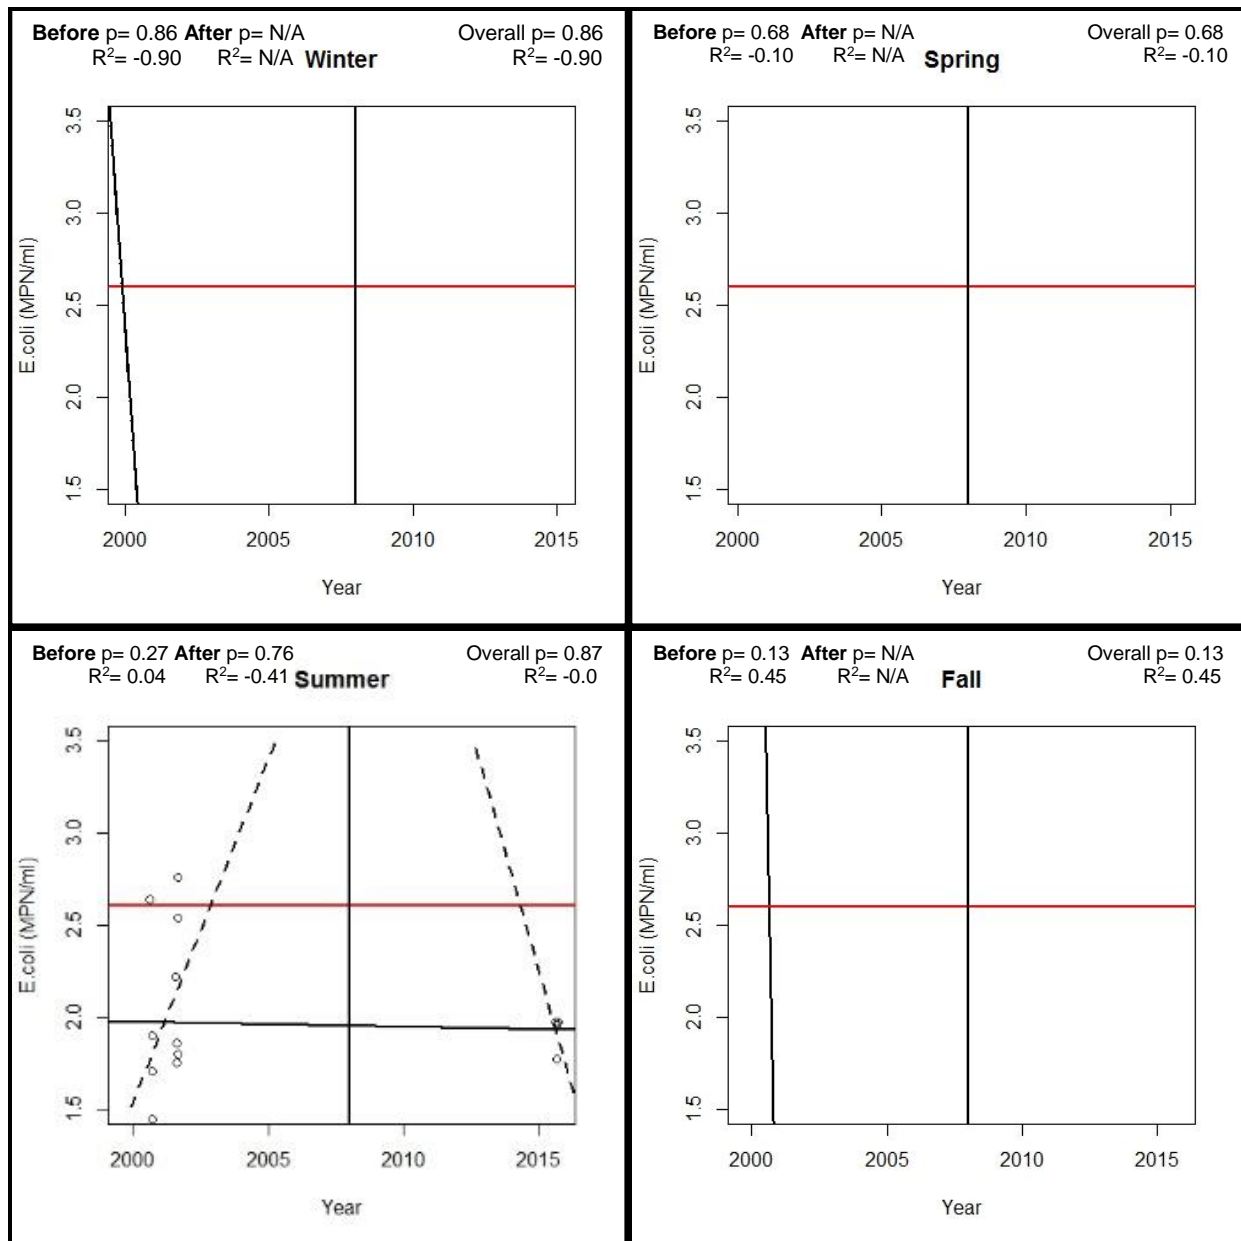 Before p= 0.86 After p= N/A Overall p= 0.86
R²= -0.90 R²= N/A Winter R²= -0.90
3.5
3.0
2.5
2.0
1.5
E.coli (MPN/ml)
2000 2005 2010 2015
Year
Before p= 0.68 After p= N/A Overall p= 0.68
R²= -0.10 R²= N/A Spring R²= -0.10
3.5
3.0
2.5
2.0
1.5
E.coli (MPN/ml)
2000 2005 2010 2015
Year
Before p= 0.27 After p= 0.76 Overall p= 0.87
R²= 0.04 R²= -0.41 Summer R²= -0.0
3.5
3.0
2.5
2.0
1.5
E.coli (MPN/ml)
2000 2005 2010 2015
Year
Before p= 0.13 After p= N/A Overall p= 0.13
R²= 0.45 R²= N/A Fall R²= 0.45
3.5
3.0
2.5
2.0
1.5
E.coli (MPN/ml)
2000 2005 2010 2015
Year